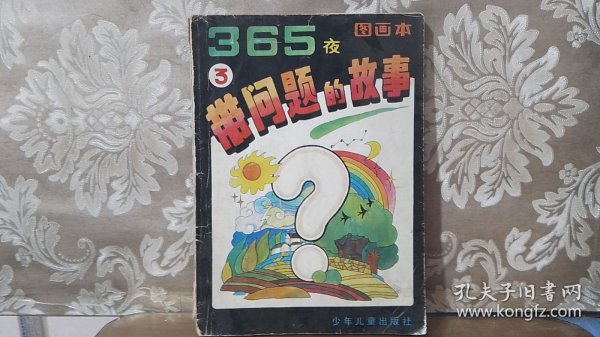 365夜
图画本
3
带问题的故事
?
少年儿童出版社
孔夫子旧书网
www.kongfz.com